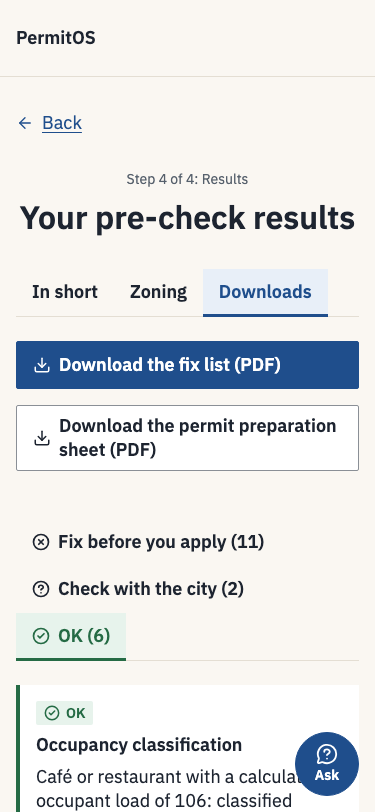 PermitOS
Back
Step 4 of 4: Results
Your pre-check results
In short Zoning Downloads
Download the fix list (PDF)
Download the permit preparation
sheet (PDF)
Fix before you apply (11)
Check with the city (2)
OK (6)
OK
Occupancy classification
Café or restaurant with a
occupant load of 106: classified
Ask